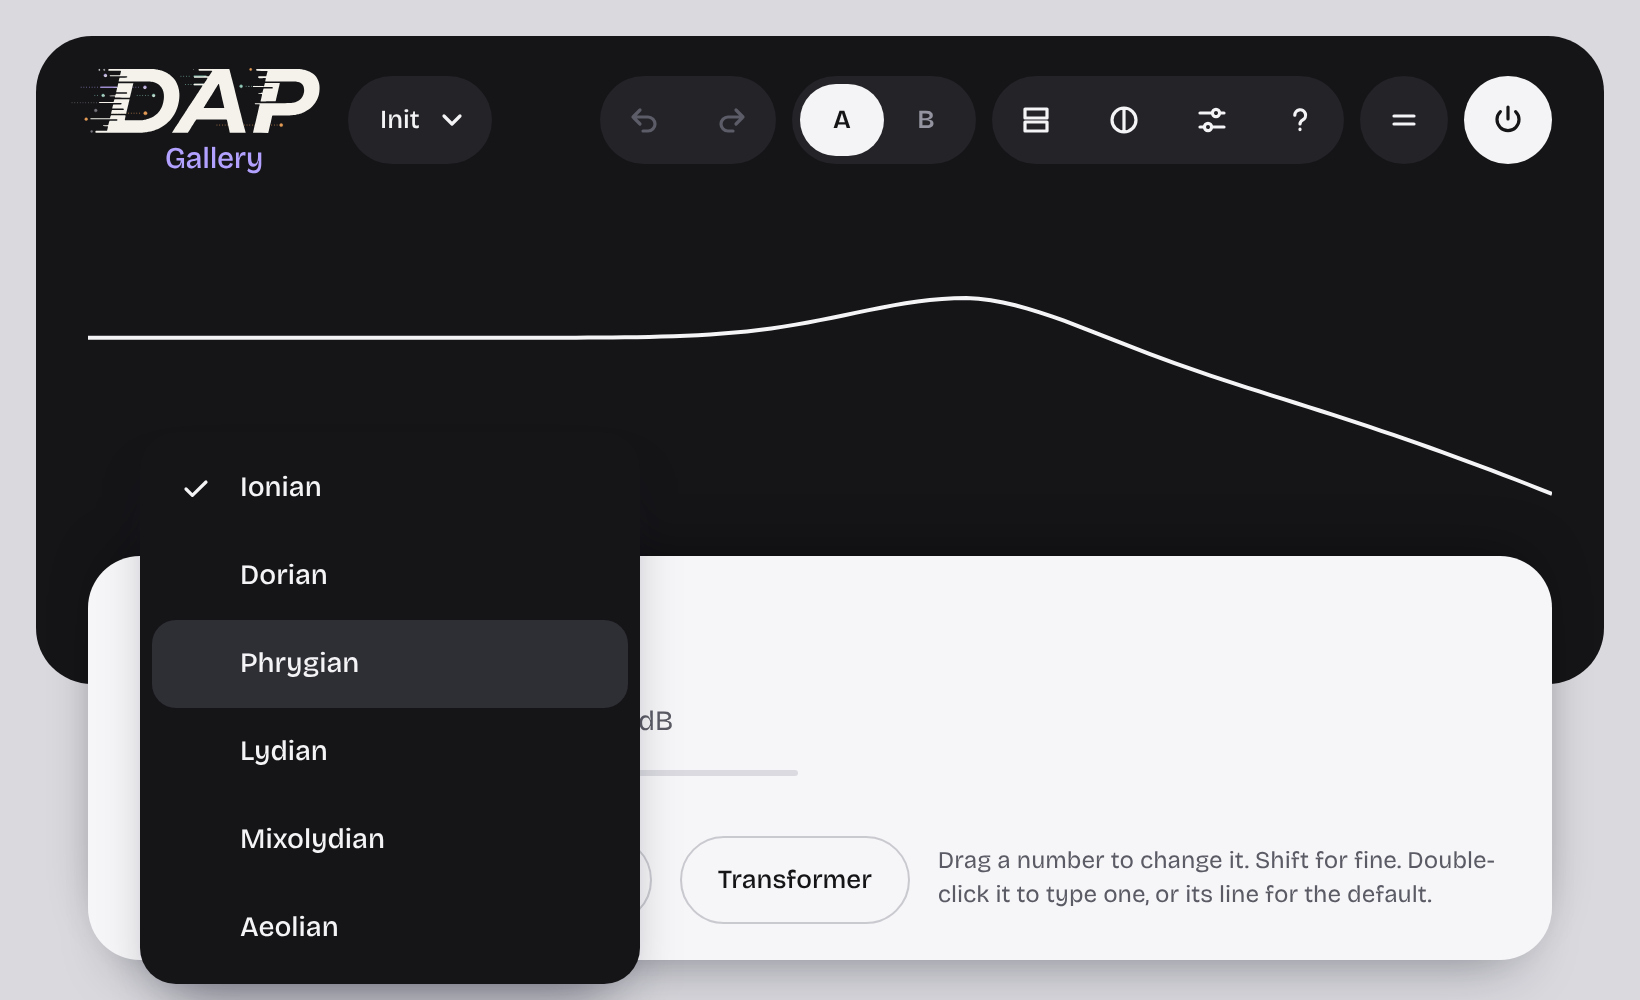 DAP
Gallery
Init
A
B
?
Ionian
Dorian
Phrygian
Lydian
Mixolydian
Aeolian
dB
Transformer
Drag a number to change it. Shift for fine. Double-
click it to type one, or its line for the default.